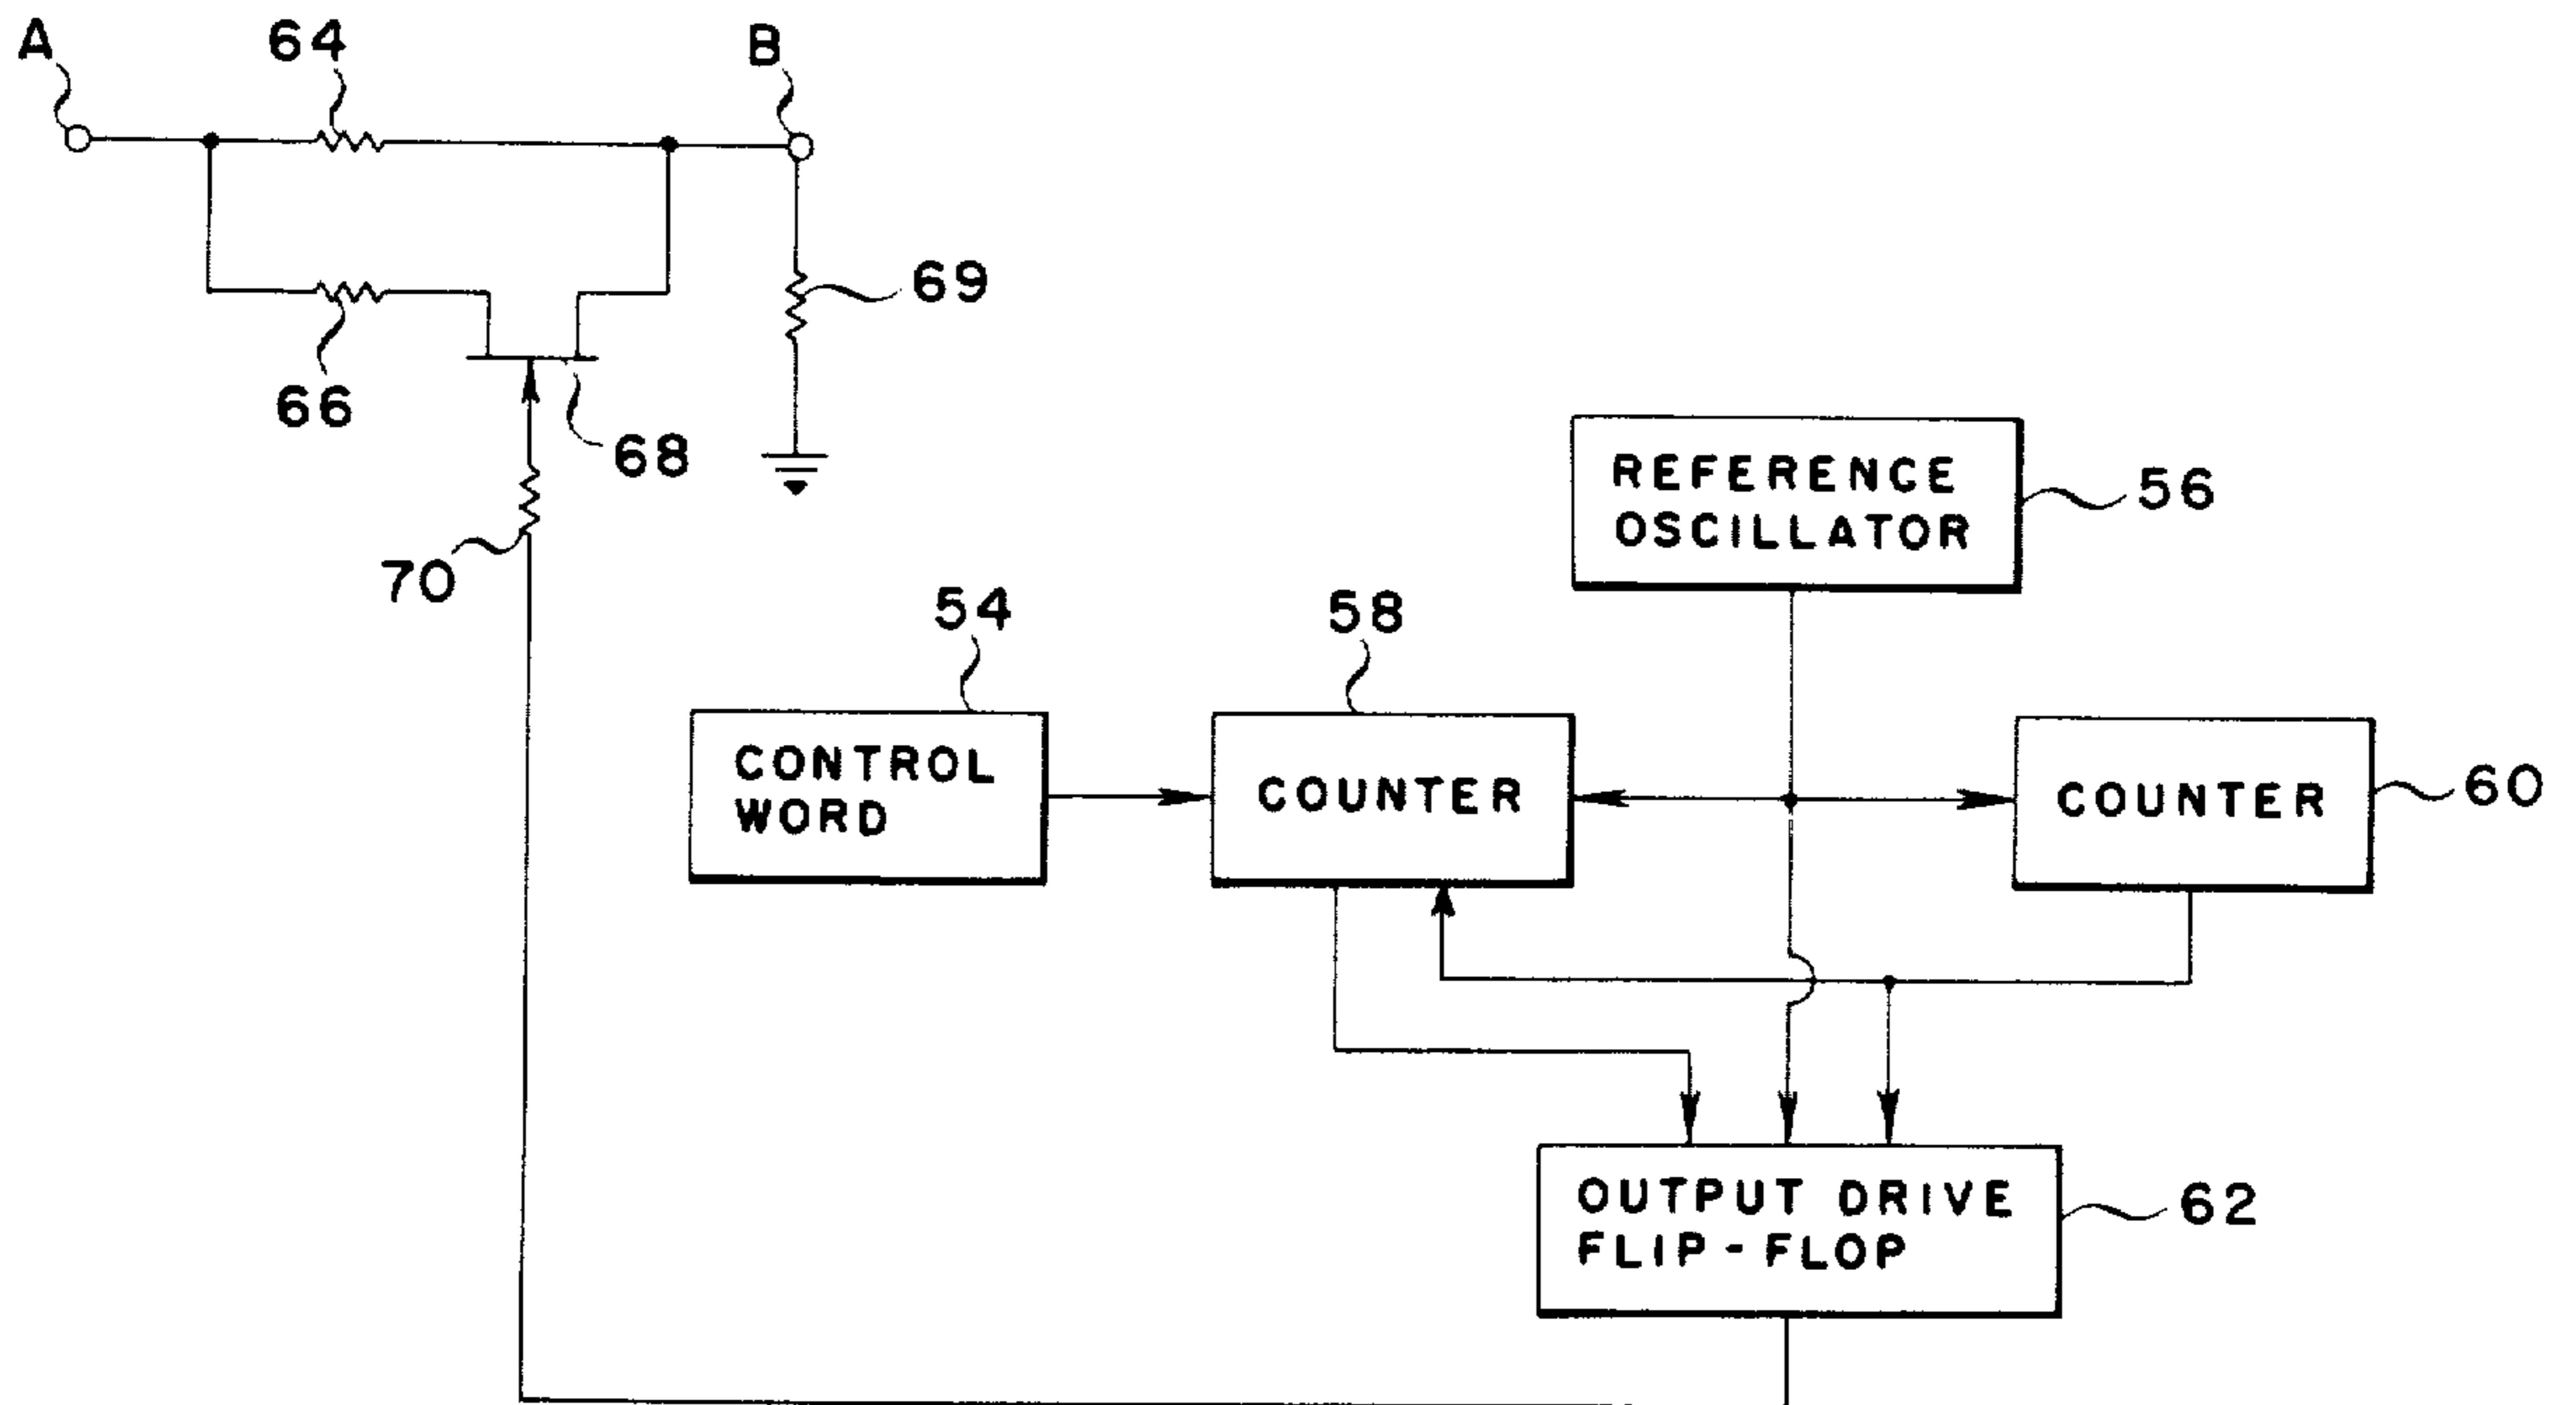 A
64
B
69
66
68
REFERENCE
OSCILLATOR
56
70
54
58
CONTROL
WORD
COUNTER
COUNTER
60
OUTPUT DRIVE
FLIP-FLOP
62